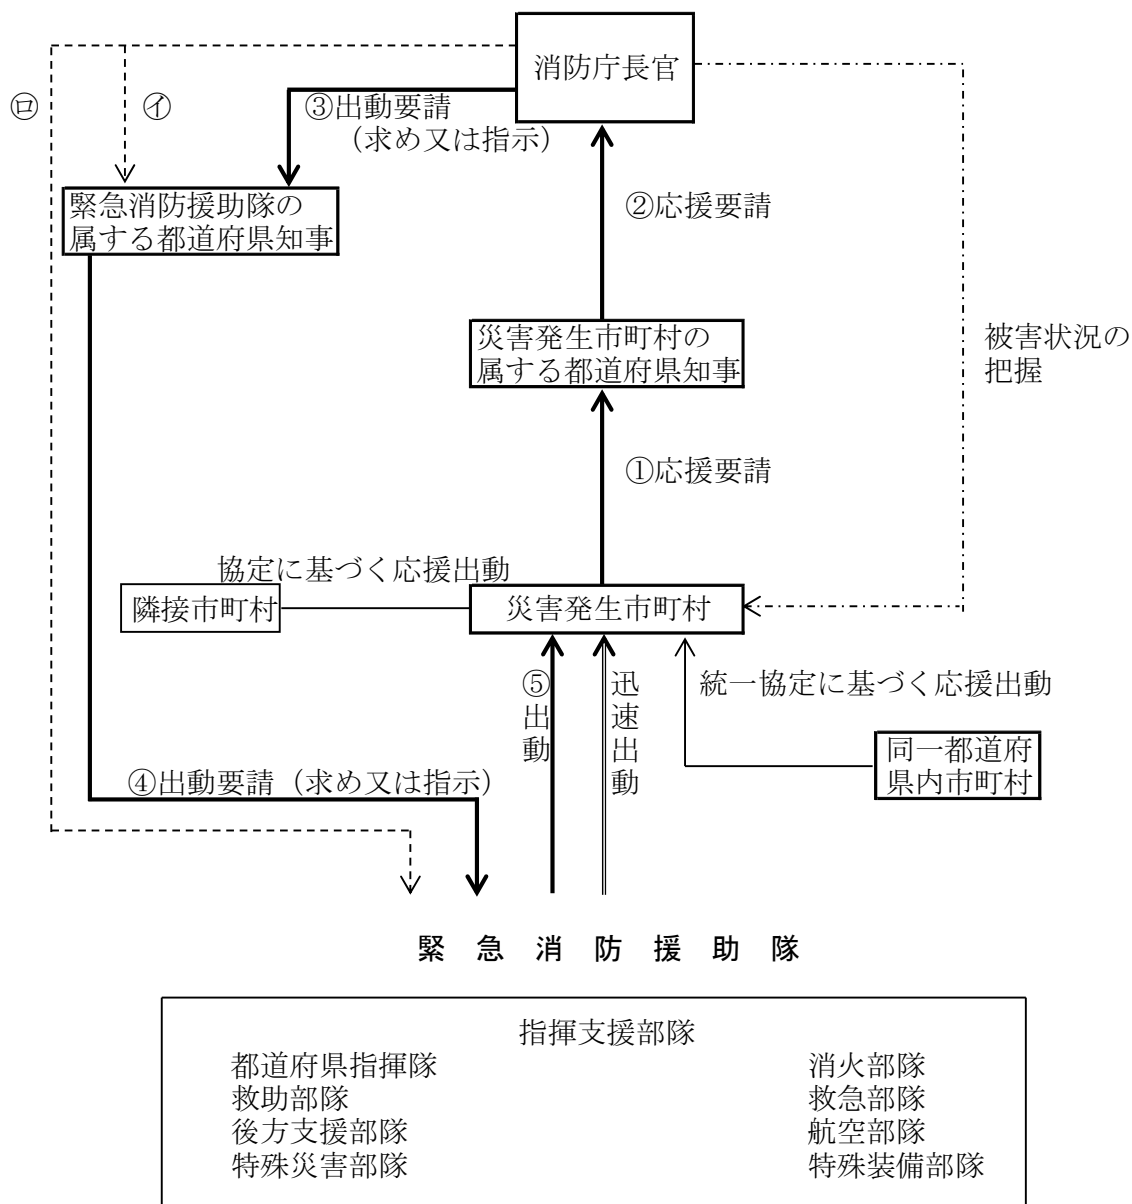 消防庁長官
㋺
㋑
③出動要請
（求め又は指示）
緊急消防援助隊の
属する都道府県知事
②応援要請
災害発生市町村の
属する都道府県知事
被害状況の
把握
①応援要請
協定に基づく応援出動
隣接市町村
災害発生市町村
⑤出動
迅速出動
統一協定に基づく応援出動
同一都道府
県内市町村
④出動要請（求め又は指示）
緊急消防援助隊
指揮支援部隊
都道府県指揮隊
消火部隊
救助部隊
救急部隊
後方支援部隊
航空部隊
特殊災害部隊
特殊装備部隊